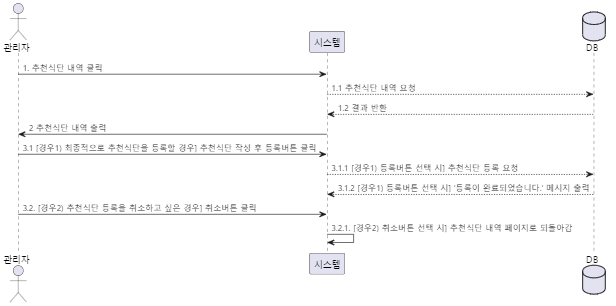 관리자
시스템
DB
1. 추천식단 내역 클릭
1.1 추천식단 내역 요청
1.2 결과 반환
2 추천식단 내역 출력
3.1 [경우1) 최종적으로 추천식단을 등록할 경우] 추천식단 작성 후 등록버튼 클릭
3.1.1 [경우1) 등록버튼 선택 시] 추천식단 등록 요청
3.1.2 [경우1) 등록버튼 선택 시] '등록이 완료되었습니다.' 메시지 출력
3.2. [경우2) 추천식단 등록을 취소하고 싶은 경우] 취소버튼 클릭
3.2.1. [경우2) 취소버튼 선택 시] 추천식단 내역 페이지로 되돌아감
관리자
시스템
DB